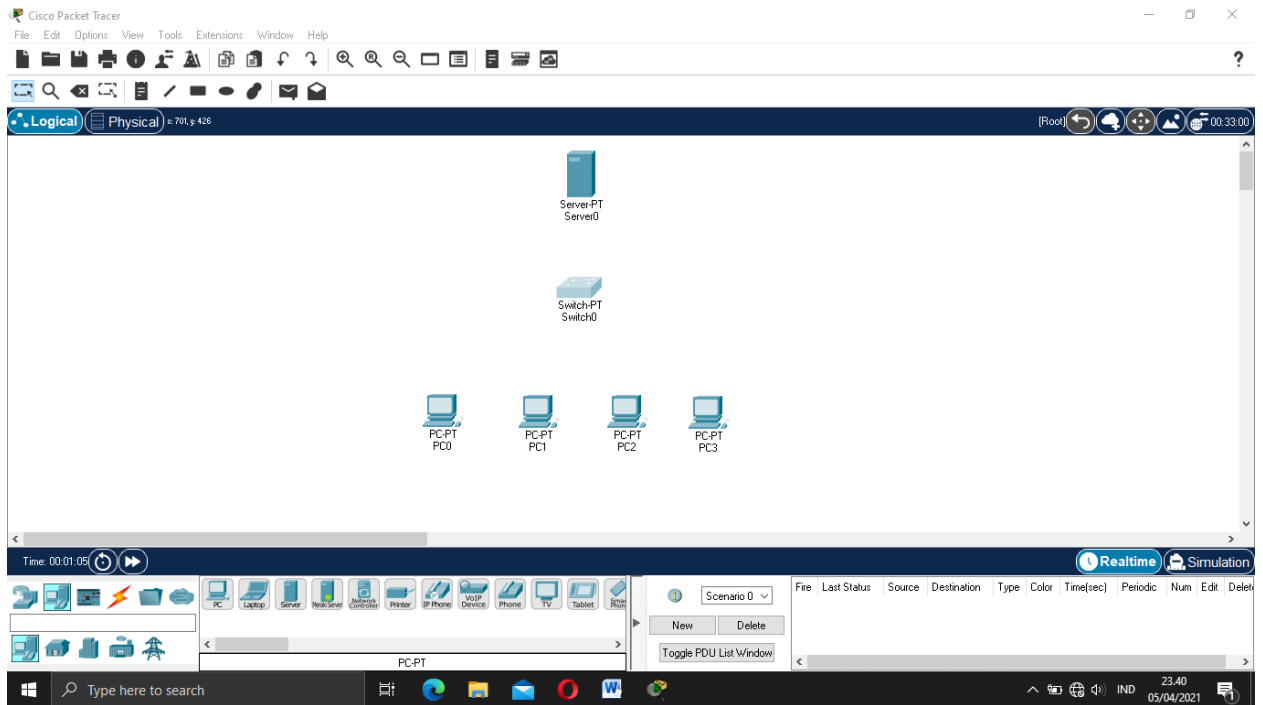 Cisco Packet Tracer
File Edit Options View Tools Extensions Window Help
?
Logical Physical x: 701, y: 426 [Root] 00:33:00
Server-PT
Server0
Switch-PT
Switch0
PC-PT PC-PT PC-PT PC-PT
PC0 PC1 PC2 PC3
Time: 00:01:05 Realtime Simulation
PC Laptop Server Meraki Server Network Controller Printer IP Phone VoIP Device Phone TV Tablet Smart Phon
Scenario 0
New Delete
Toggle PDU List Window
Fire Last Status Source Destination Type Color Time(sec) Periodic Num Edit Delet
PC-PT
Type here to search
IND
23.40
05/04/2021
1